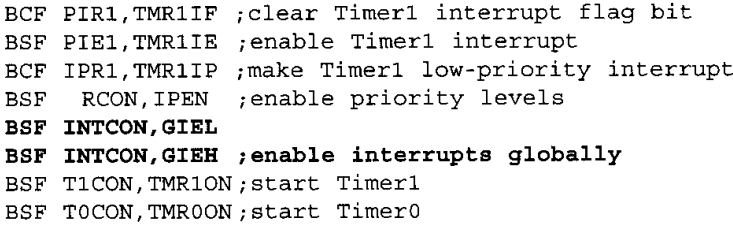 BCF PIR1,TMR1IF ;clear Timer1 interrupt flag bit
BSF PIE1,TMR1IE ;enable Timer1 interrupt
BCF IPR1,TMR1IP ;make Timer1 low-priority interrupt
BSF RCON,IPEN ;enable priority levels
BSF INTCON,GIEL
BSF INTCON,GIEH ;enable interrupts globally
BSF T1CON,TMR1ON;start Timer1
BSF T0CON,TMR0ON;start Timer0